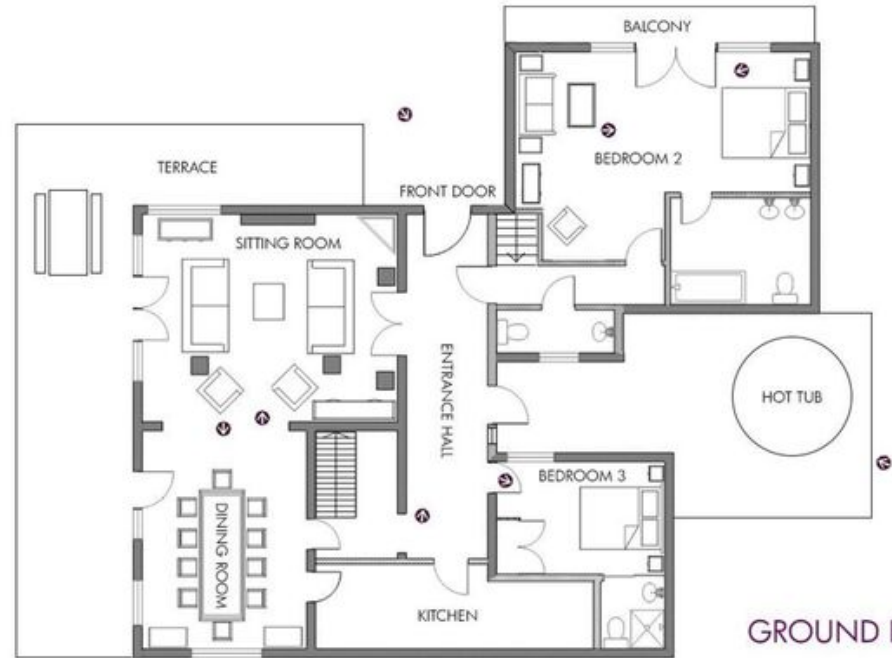 BALCONY
BEDROOM 2
TERRACE
FRONT DOOR
SITTING ROOM
ENTRANCE HALL
HOT TUB
BEDROOM 3
DINING ROOM
KITCHEN
GROUND